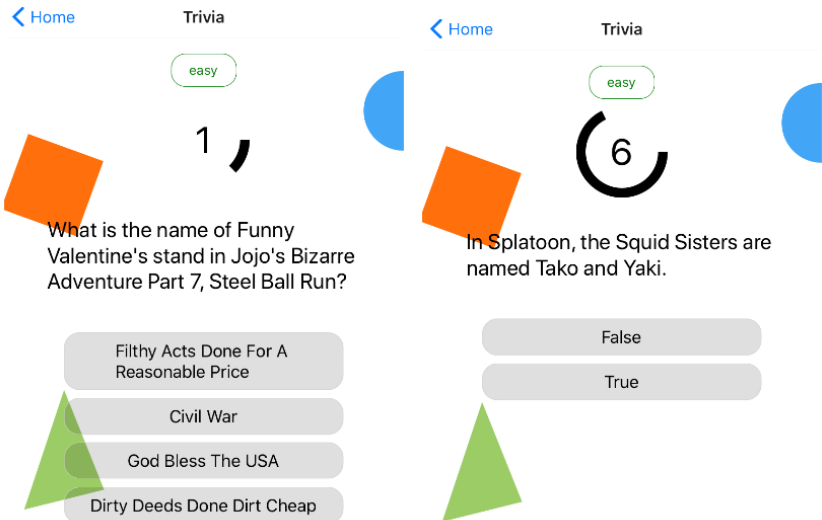 Home
Trivia
easy
1
What is the name of Funny
Valentine's stand in Jojo's Bizarre
Adventure Part 7, Steel Ball Run?
Filthy Acts Done For A
Reasonable Price
Civil War
God Bless The USA
Dirty Deeds Done Dirt Cheap
Home
Trivia
easy
6
In Splatoon, the Squid Sisters are
named Tako and Yaki.
False
True